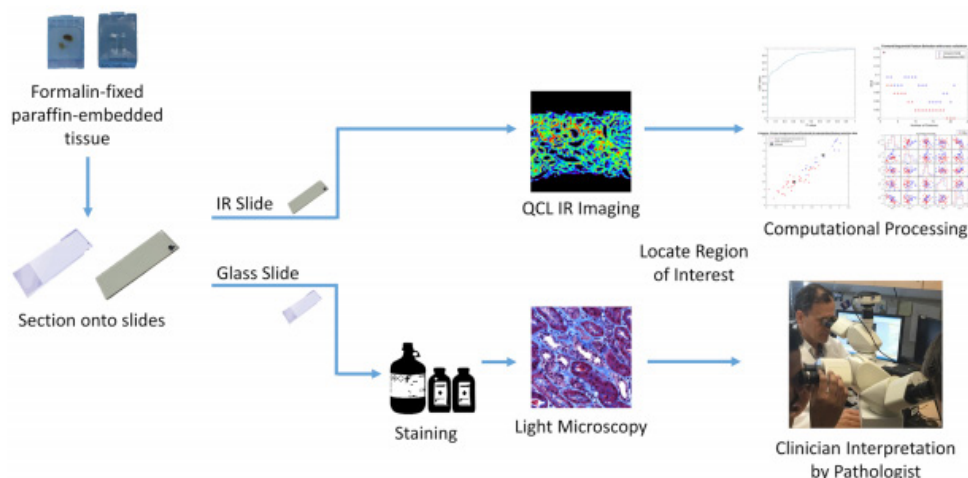 Formalin-fixed
paraffin-embedded
tissue
IR Slide
QCL IR Imaging
Computational Processing
Locate Region
of Interest
Glass Slide
Section onto slides
Staining
Light Microscopy
Clinician Interpretation
by Pathologist